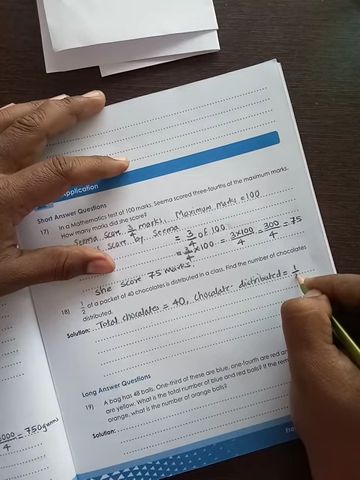 Application
Short Answer Questions
17) In a Mathematics test of 100 marks, Seema scored three-fourths of the maximum marks.
How many marks did she score?
Seema score 3/4 marks, Maximum marks = 100
score by Seema = 3/4 of 100
= 3/4 × 100 = 3×100/4 = 300/4 = 75
She score 75 marks
18) 1/2 of a packet of 40 chocolates is distributed in a class. Find the number of chocolates
distributed.
Solution: Total chocolate = 40, chocolate distributed = 1
Long Answer Questions
19) A bag has 48 balls. One-third of these are blue, one-fourth are red an
are yellow. What is the total number of blue and red balls? If the rem
orange, what is the number of orange balls?
Solution:
/4 = 750 gms